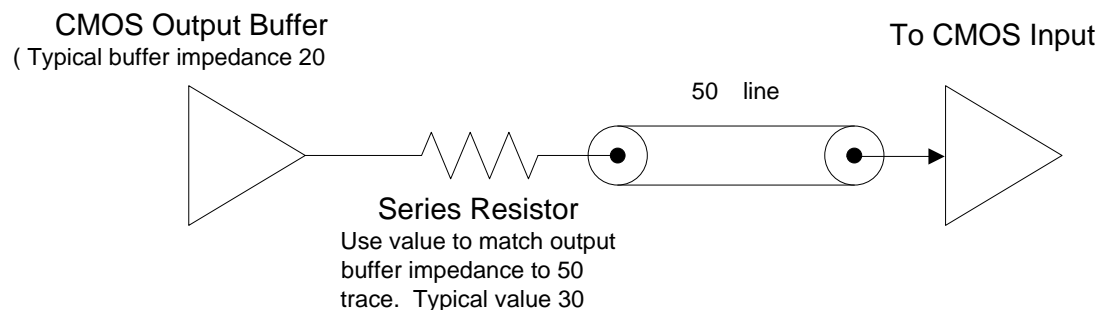 CMOS Output Buffer
( Typical buffer impedance 20
To CMOS Input
50 line
Series Resistor
Use value to match output
buffer impedance to 50
trace. Typical value 30